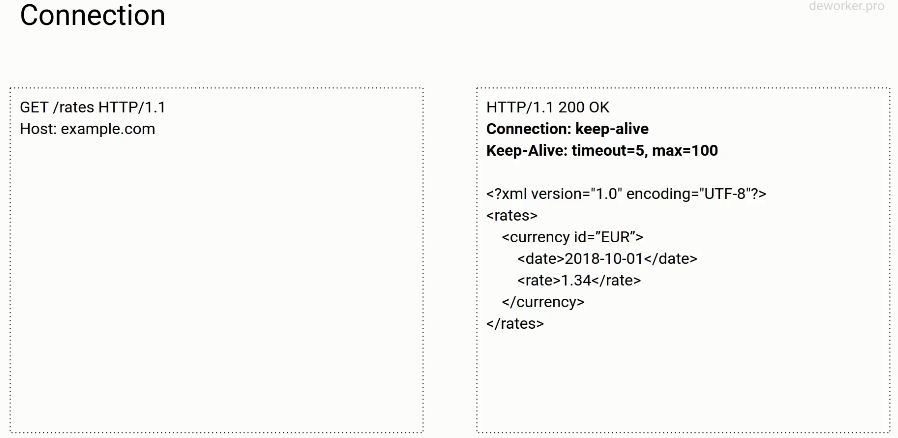 Connection
deworker.pro
GET /rates HTTP/1.1
Host: example.com
HTTP/1.1 200 OK
Connection: keep-alive
Keep-Alive: timeout=5, max=100
<?xml version="1.0" encoding="UTF-8"?>
<rates>
<currency id=”EUR”>
<date>2018-10-01</date>
<rate>1.34</rate>
</currency>
</rates>